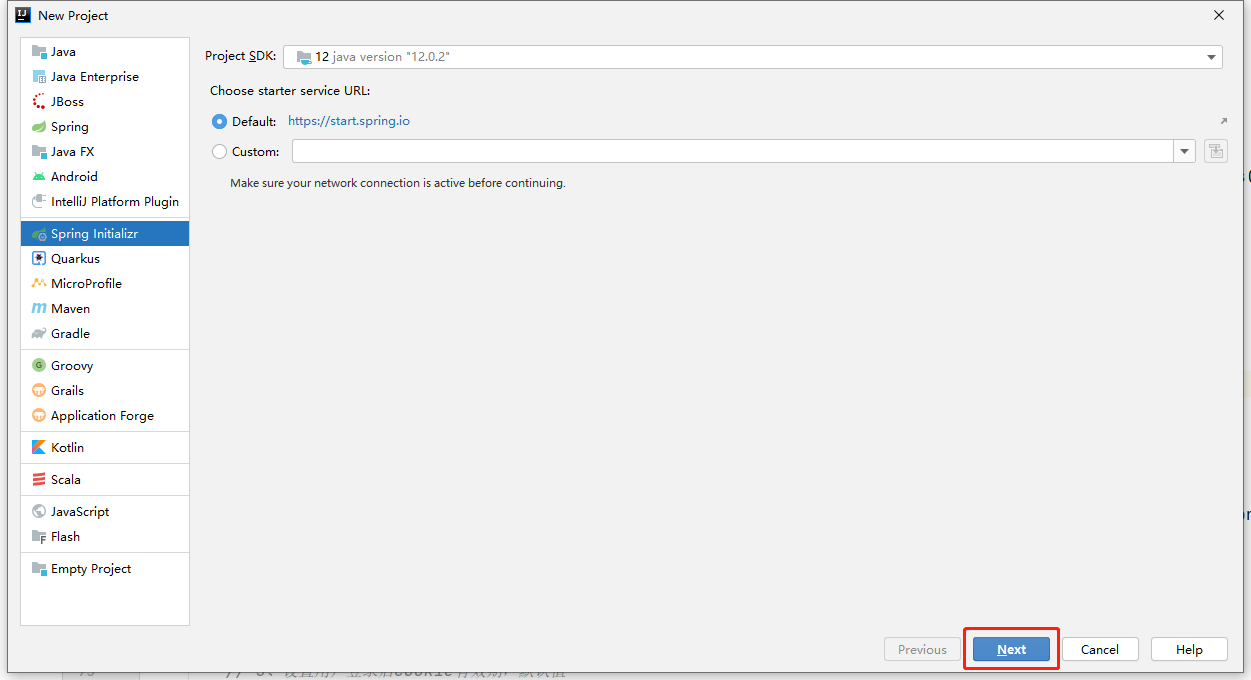 New Project
Java
Java Enterprise
JBoss
Spring
Java FX
Android
IntelliJ Platform Plugin
Spring Initializr
Quarkus
MicroProfile
Maven
Gradle
Groovy
Grails
Application Forge
Kotlin
Scala
JavaScript
Flash
Empty Project
Project SDK: 12 java version "12.0.2"
Choose starter service URL:
Default: https://start.spring.io
Custom:
Make sure your network connection is active before continuing.
Previous Next Cancel Help